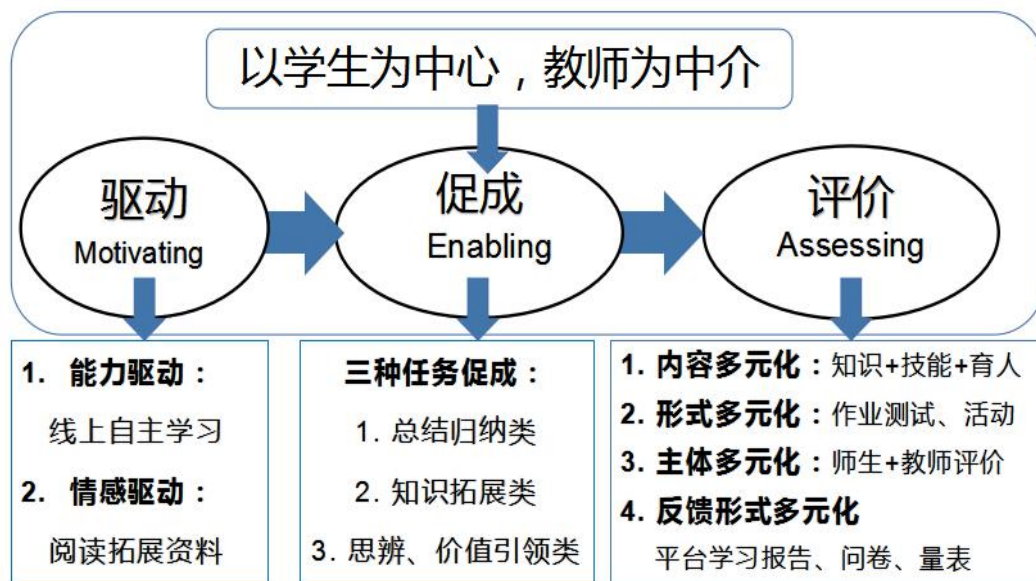 以学生为中心，教师为中介
驱动
Motivating
促成
Enabling
评价
Assessing
1. 能力驱动：
线上自主学习
2. 情感驱动：
阅读拓展资料
三种任务促成：
1. 总结归纳类
2. 知识拓展类
3. 思辨、价值引领类
1. 内容多元化：知识+技能+育人
2. 形式多元化：作业测试、活动
3. 主体多元化：师生+教师评价
4. 反馈形式多元化
平台学习报告、问卷、量表